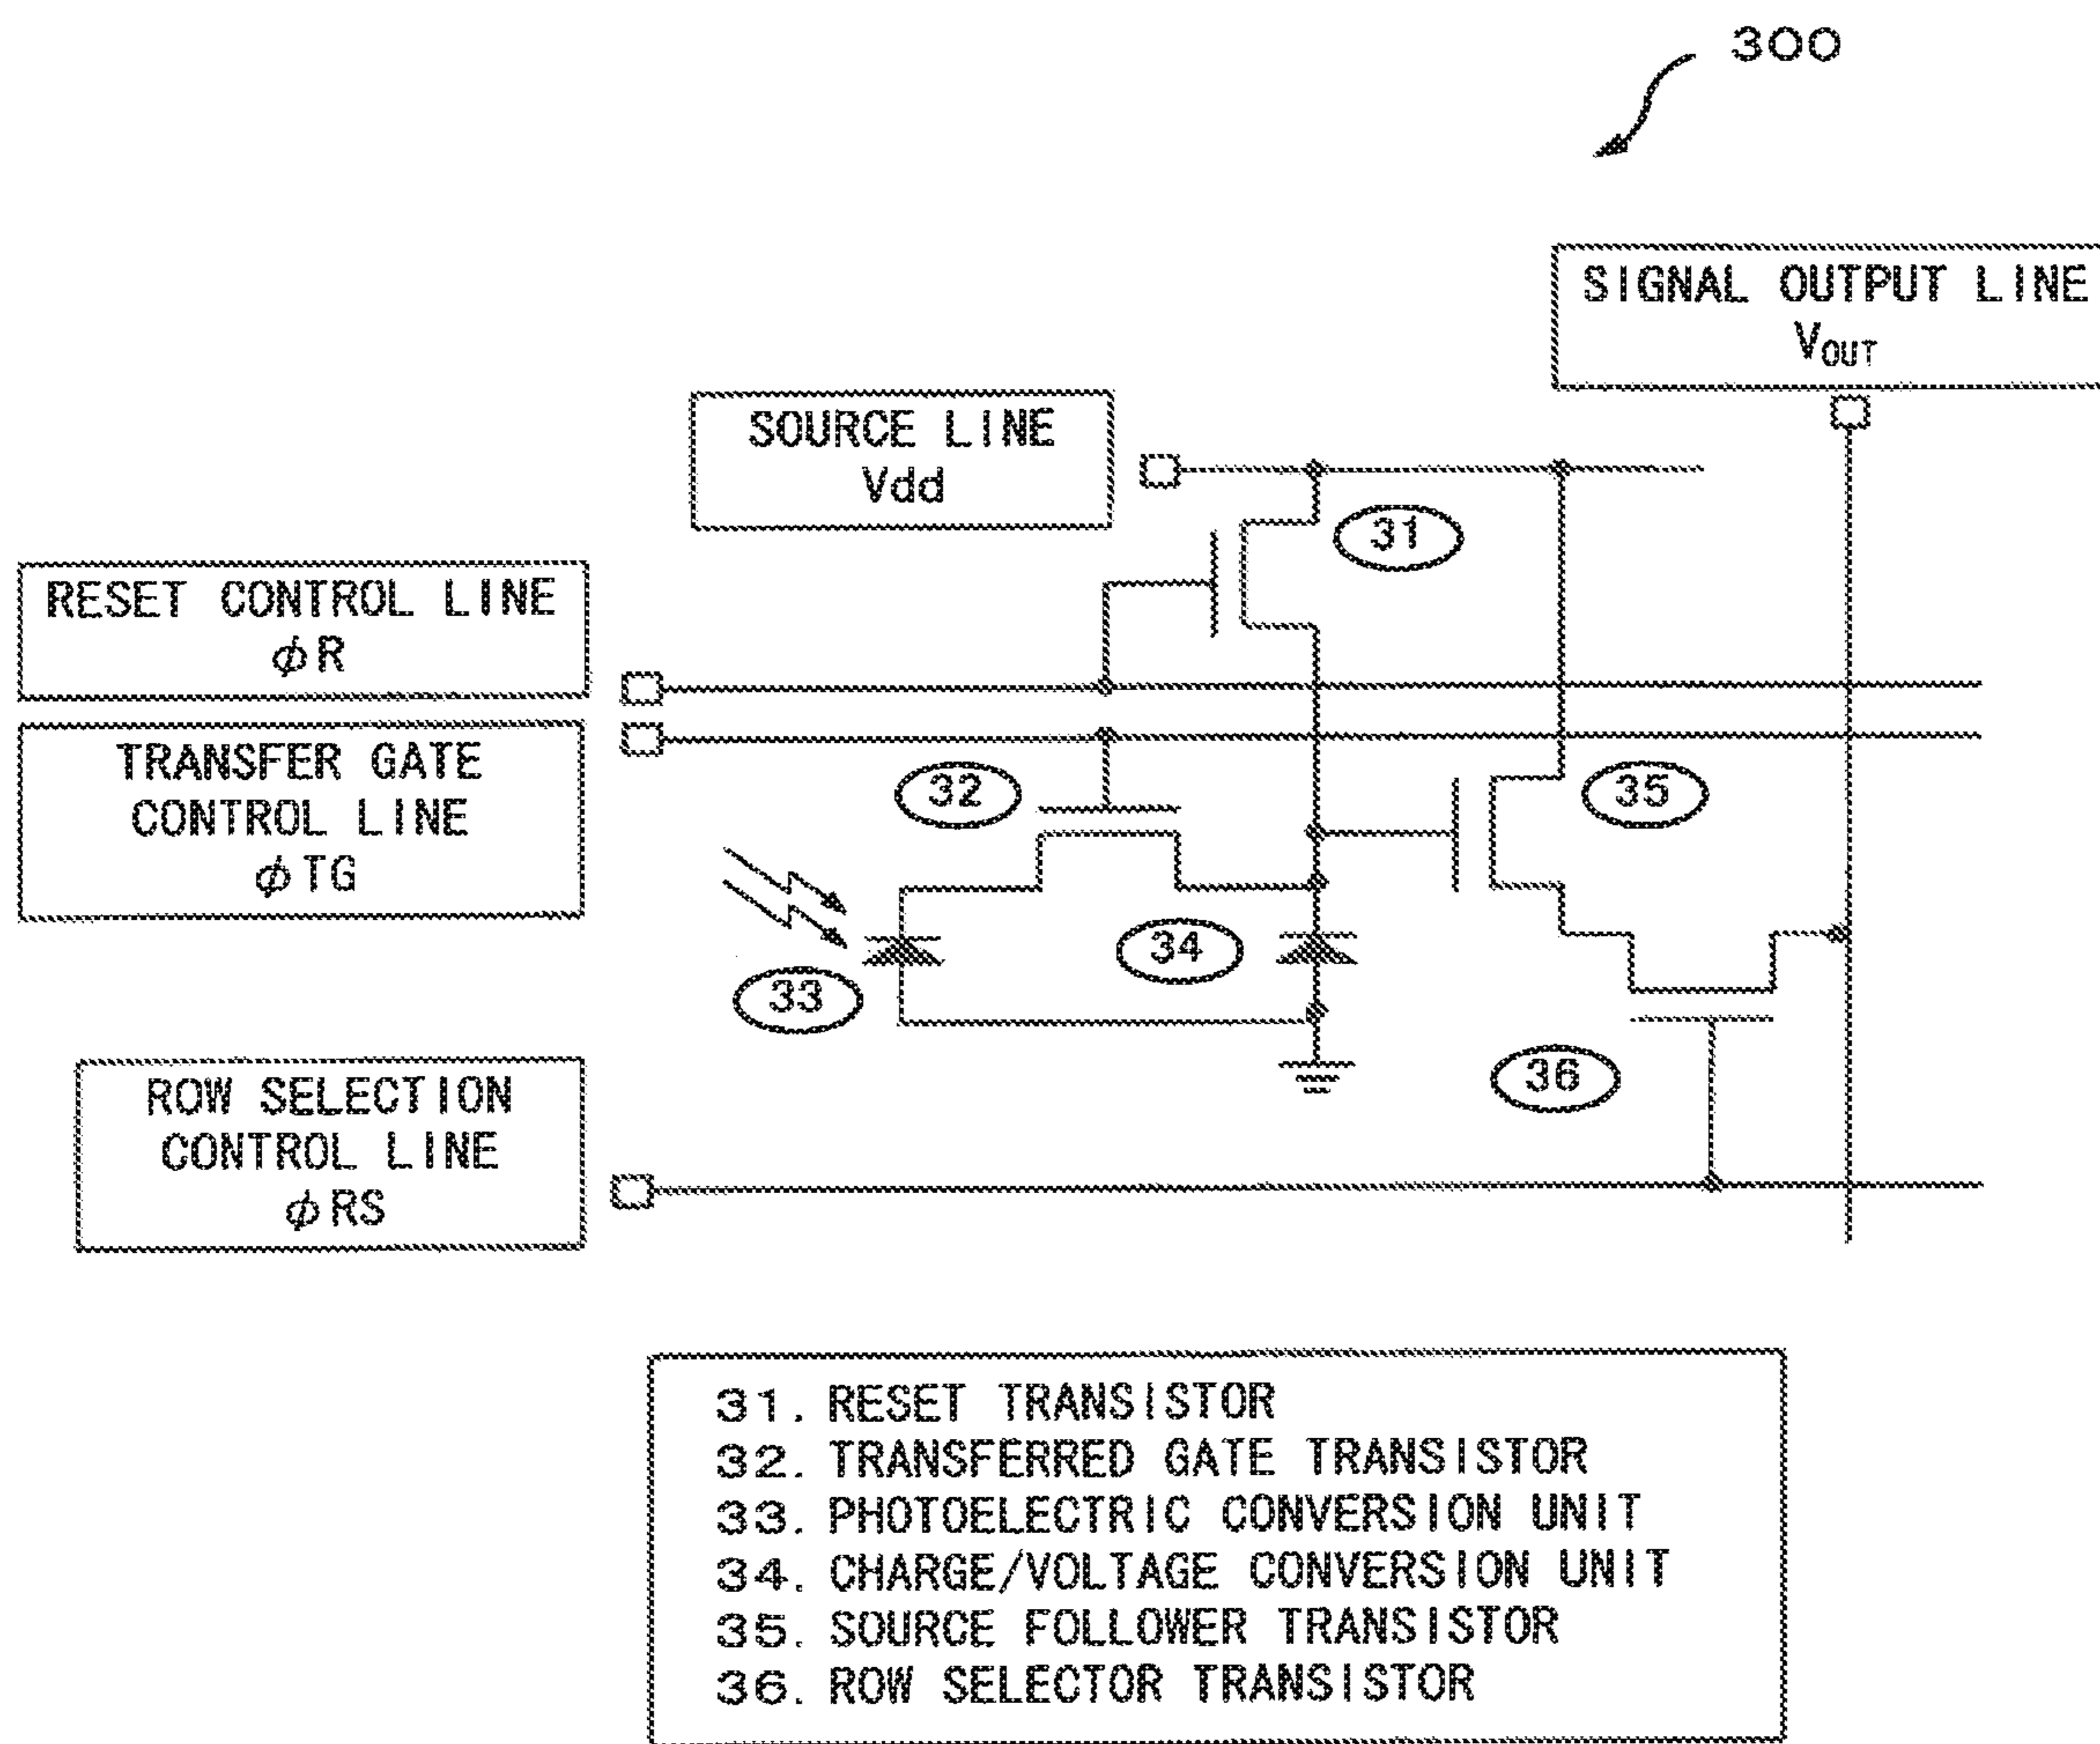 300
SIGNAL OUTPUT LINE
VOUT
SOURCE LINE
Vdd
31
RESET CONTROL LINE
φR
TRANSFER GATE
CONTROL LINE
φTG
32
35
34
33
36
ROW SELECTION
CONTROL LINE
φRS
31. RESET TRANSISTOR
32. TRANSFERRED GATE TRANSISTOR
33. PHOTOELECTRIC CONVERSION UNIT
34. CHARGE/VOLTAGE CONVERSION UNIT
35. SOURCE FOLLOWER TRANSISTOR
36. ROW SELECTOR TRANSISTOR